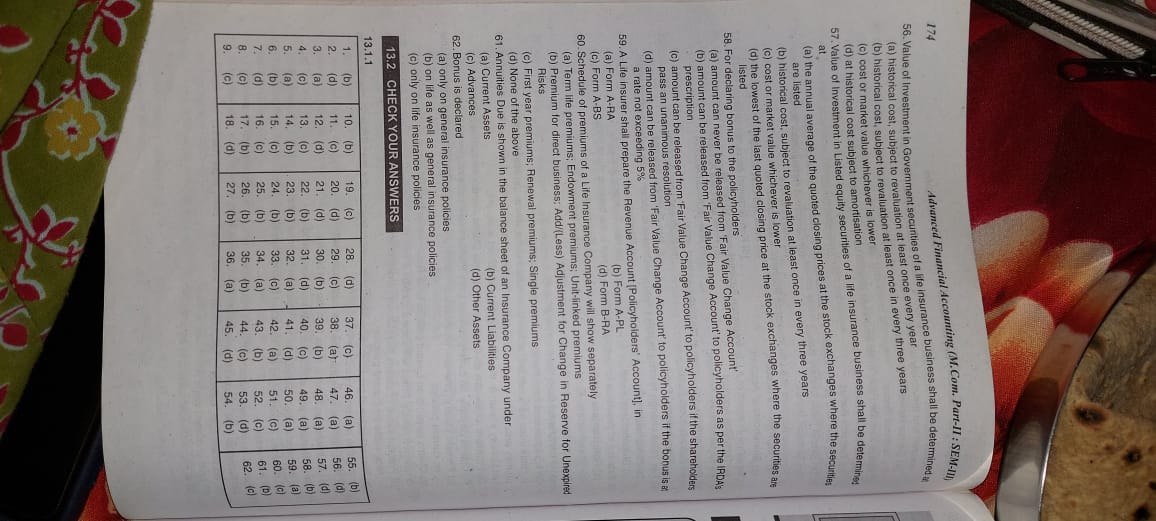 174
Advanced Financial Accounting (M.Com. Part-II : SEM-III)
56. Value of Investment in Government securities of a life insurance business shall be determined at
(a) historical cost, subject to revaluation at least once every year
(b) historical cost, subject to revaluation at least once in every three years
(c) cost or market value whichever is lower
(d) at historical cost subject to amortisation
57. Value of Investment in Listed equity securities of a life insurance business shall be determined
at,
(a) the annual average of the quoted closing prices at the stock exchanges where the securities
are listed
(b) historical cost, subject to revaluation at least once in every three years
(c) cost or market value whichever is lower
(d) the lowest of the last quoted closing price at the stock exchanges where the securities are
listed
58. For declaring bonus to the policyholders
(a) amount can never be released from 'Fair Value Change Account'
(b) amount can be released from 'Fair Value Change Account' to policyholders as per the IRDA's
prescription
(c) amount can be released from 'Fair Value Change Account' to policyholders if the shareholders
pass an unanimous resolution
(d) amount can be released from 'Fair Value Change Account' to policyholders if the bonus is at
a rate not exceeding 5%
59. A Life insurer shall prepare the Revenue Account [Policyholders' Account], in
(a) Form A-RA (b) Form A-PL
(c) Form A-BS (d) Form B-RA
60. Schedule of premiums of a Life Insurance Company will show separately
(a) Term life premiums; Endowment premiums; Unit-linked premiums
(b) Premium for direct business; Add/(Less) Adjustment for Change in Reserve for Unexpired
Risks
(c) First year premiums; Renewal premiums; Single premiums
(d) None of the above
61. Annuities Due is shown in the balance sheet of an Insurance Company under
(a) Current Assets (b) Current Liabilities
(c) Advances (d) Other Assets
62. Bonus is declared
(a) only on general insurance policies
(b) on life as well as general insurance policies
(c) only on life insurance policies
13.2 CHECK YOUR ANSWERS
13.1.1
1. (b) 10. (b) 19. (c) 28. (d) 37. (c) 46. (a) 55. (b)
2. (d) 11. (c) 20. (d) 29. (c) 38. (a) 47. (a) 56. (d)
3. (a) 12. (d) 21. (d) 30. (b) 39. (b) 48. (a) 57. (d)
4. (c) 13. (c) 22. (b) 31. (d) 40. (c) 49. (a) 58. (b)
5. (a) 14. (b) 23. (b) 32. (a) 41. (d) 50. (a) 59. (a)
6. (b) 15. (c) 24. (b) 33. (c) 42. (a) 51. (c) 60. (c)
7. (d) 16. (c) 25. (b) 34. (a) 43. (b) 52. (c) 61. (b)
8. (c) 17. (b) 26. (b) 35. (b) 44. (c) 53. (d) 62. (c)
9. (c) 18. (d) 27. (b) 36. (a) 45. (d) 54. (b)